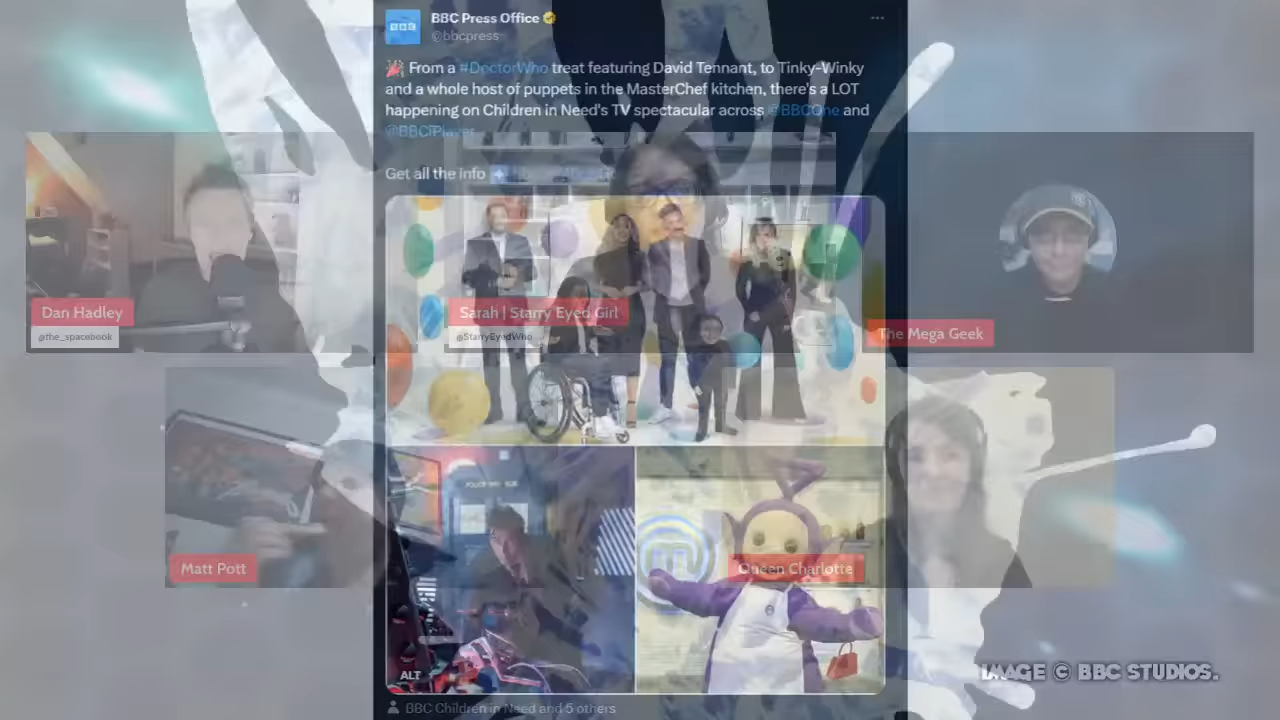 BBC
BBC Press Office
@bbcpress
From a #DoctorWho treat featuring David Tennant, to Tinky-Winky
and a whole host of puppets in the MasterChef kitchen, there's a LOT
happening on Children in Need's TV spectacular across @BBCOne and
@BBCiPlayer
Get all the info
Dan Hadley
@the_spacebook
Sarah | Starry Eyed Girl
@StarryEyedWho
The Mega Geek
Matt Pott
Queen Charlotte
ALT
IMAGE © BBC STUDIOS.
BBC Children in Need and 5 others